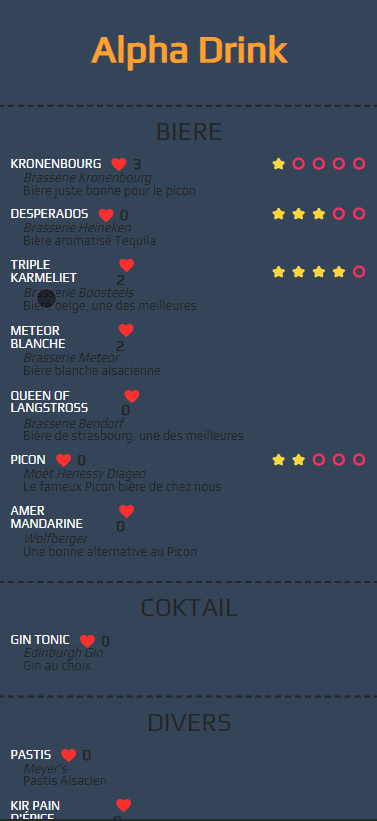 Alpha Drink
BIERE
KRONENBOURG 3
Brasserie Kronenbourg
Bière juste bonne pour le picon
DESPERADOS 0
Brasserie Heineken
Bière aromatisé Tequila
TRIPLE
KARMELIET 2
Brasserie Boosteels
Bière belge, une des meilleures
METEOR
BLANCHE 2
Brasserie Meteor
Bière blanche alsacienne
QUEEN OF
LANGSTROSS 0
Brasserie Bendorf
Bière de strasbourg, une des meilleures
PICON 0
Moët Henessy Diageo
Le fameux Picon bière de chez nous
AMER
MANDARINE 0
Wolfberger
Une bonne alternative au Picon
COKTAIL
GIN TONIC 0
Edinburgh Gin
Gin au choix
DIVERS
PASTIS 0
Meyer's
Pastis Alsacien
KIR PAIN
D'ÉPICE